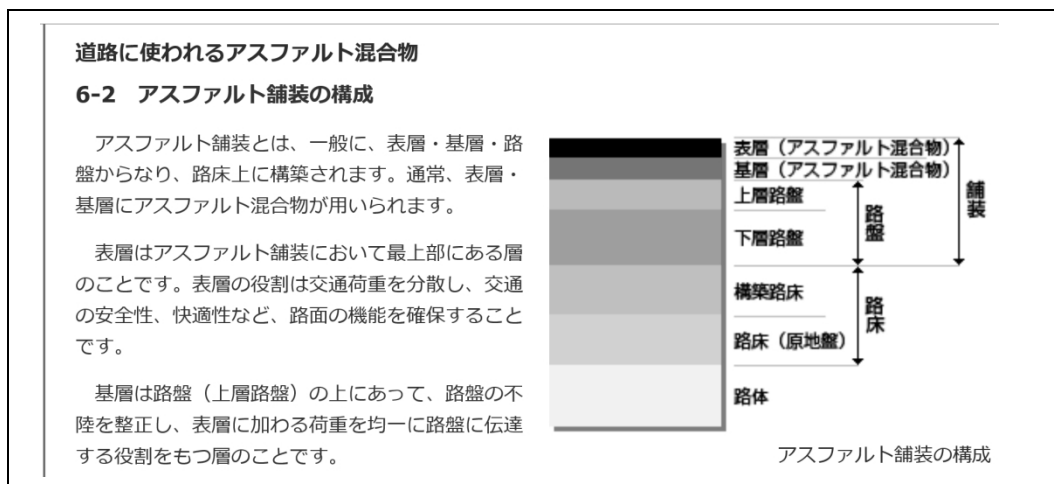 道路に使われるアスファルト混合物
6-2　アスファルト舗装の構成
　アスファルト舗装とは、一般に、表層・基層・路
盤からなり、路床上に構築されます。通常、表層・
基層にアスファルト混合物が用いられます。
　表層はアスファルト舗装において最上部にある層
のことです。表層の役割は交通荷重を分散し、交通
の安全性、快適性など、路面の機能を確保すること
です。
　基層は路盤（上層路盤）の上にあって、路盤の不
陸を整正し、表層に加わる荷重を均一に路盤に伝達
する役割をもつ層のことです。
表層（アスファルト混合物）
基層（アスファルト混合物）
上層路盤
下層路盤
路盤
舗装
構築路床
路床（原地盤）
路床
路体
アスファルト舗装の構成